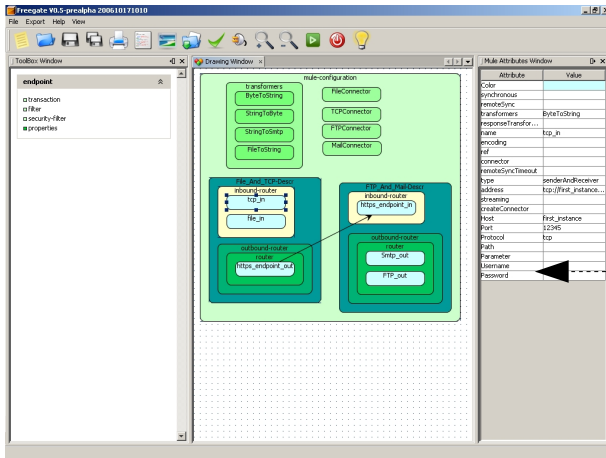 Freegate V0.5-prealpha 200610171010
File Export Help View
ToolBox Window
Drawing Window
Mule Attributes Window
endpoint
transaction
filter
security-filter
properties
mule-configuration
transformers
ByteToString
StringToByte
StringToSmtp
FileToString
FileConnector
TCPConnector
FTPConnector
MailConnector
File_And_TCP-Descr
inbound-router
tcp_in
file_in
outbound-router
router
https_endpoint_out
FTP_And_Mail-Descr
inbound-router
https_endpoint_in
outbound-router
router
Smtp_out
FTP_out
Attribute Value
Color
synchronous
remoteSync
transformers ByteToString
responseTransfor...
name tcp_in
encoding
ref
connector
remoteSyncTimeout
type senderAndReceiver
address tcp://first_instance...
streaming
createConnector
Host first_instance
Port 12345
Protocol tcp
Path
Parameter
Username
Password